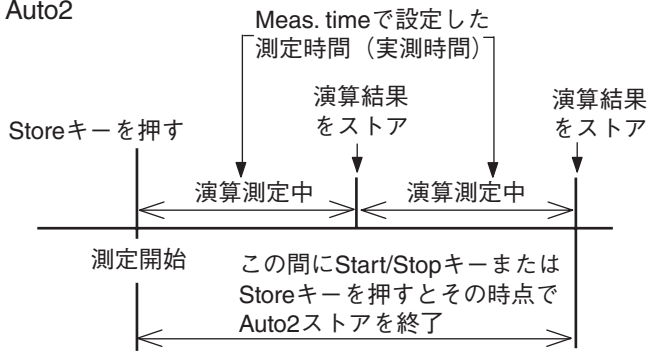 Auto2
Meas. timeで設定した
測定時間（実測時間）
演算結果
をストア
演算結果
をストア
Storeキーを押す
演算測定中
演算測定中
測定開始
この間にStart/Stopキーまたは
Storeキーを押すとその時点で
Auto2ストアを終了